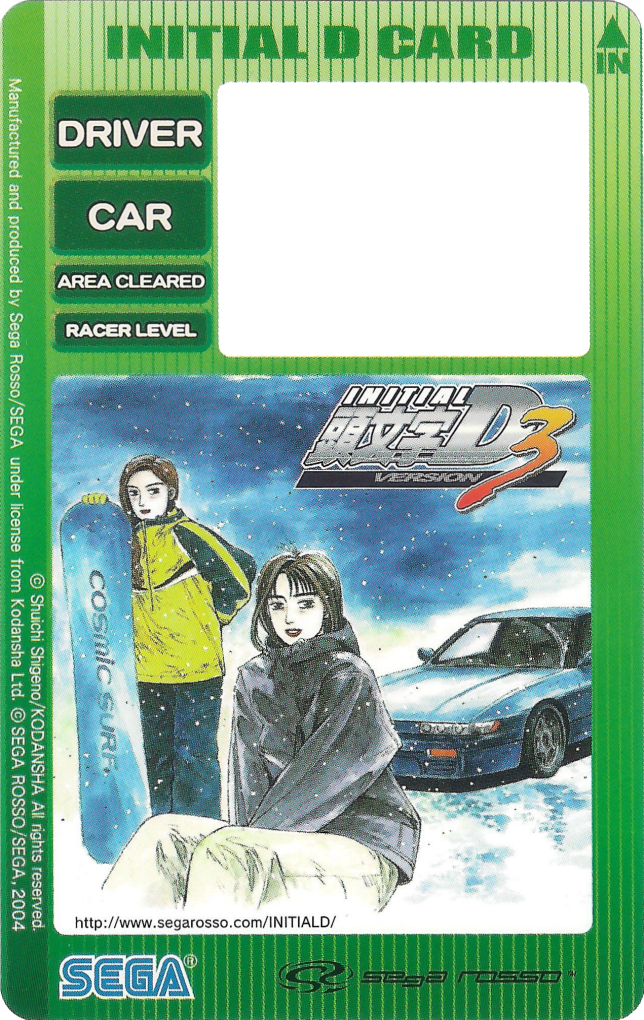 INITIAL D CARD
IN
DRIVER
CAR
AREA CLEARED
RACER LEVEL
INITIAL
頭文字D3
VERSION
COSMIC SURF.
http://www.segarosso.com/INITIALD/
Manufactured and produced by Sega Rosso/SEGA under license from Kodansha Ltd. © SEGA ROSSO/SEGA, 2004
© Shuichi Shigeno/KODANSHA All rights reserved.
SEGA®
sega rosso™